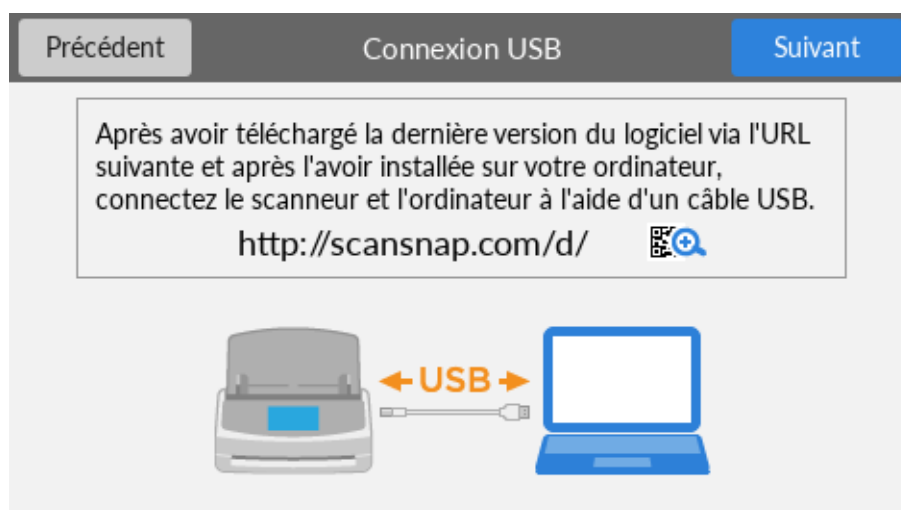 Précédent
Connexion USB
Suivant
Après avoir téléchargé la dernière version du logiciel via l'URL
suivante et après l'avoir installée sur votre ordinateur,
connectez le scanneur et l'ordinateur à l'aide d'un câble USB.
http://scansnap.com/d/
USB